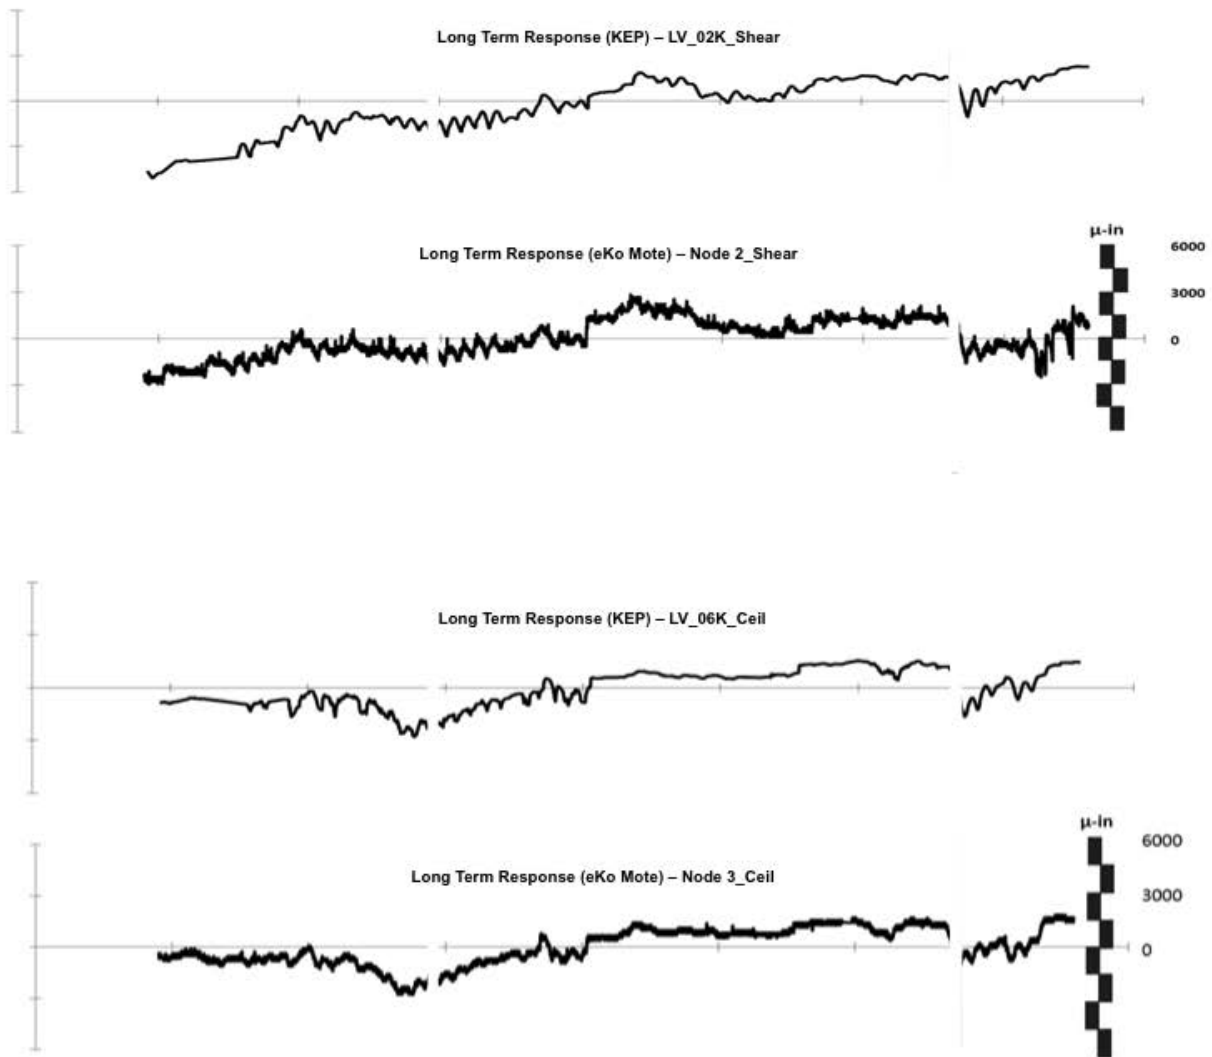 Long Term Response (KEP) – LV_02K_Shear
μ-in
6000
Long Term Response (eKo Mote) – Node 2_Shear
3000
0
Long Term Response (KEP) – LV_06K_Ceil
μ-in
6000
Long Term Response (eKo Mote) – Node 3_Ceil
3000
0